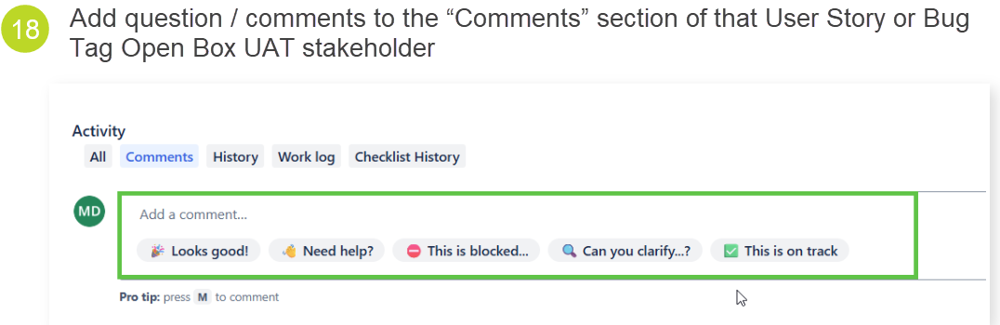 18
Add question / comments to the “Comments” section of that User Story or Bug
Tag Open Box UAT stakeholder
Activity
All Comments History Work log Checklist History
MD
Add a comment...
Looks good! Need help? This is blocked... Can you clarify...? This is on track
Pro tip: press M to comment